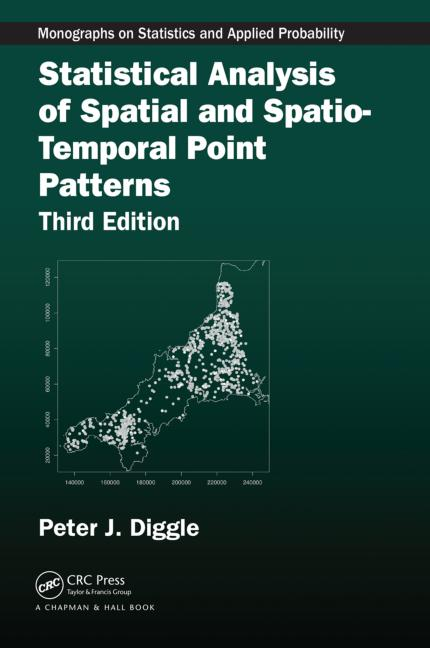 Monographs on Statistics and Applied Probability
Statistical Analysis
of Spatial and Spatio-
Temporal Point
Patterns
Third Edition
120000
100000
80000
60000
40000
20000
140000 160000 180000 200000 220000 240000
Peter J. Diggle
CRC
CRC Press
Taylor & Francis Group
A CHAPMAN & HALL BOOK